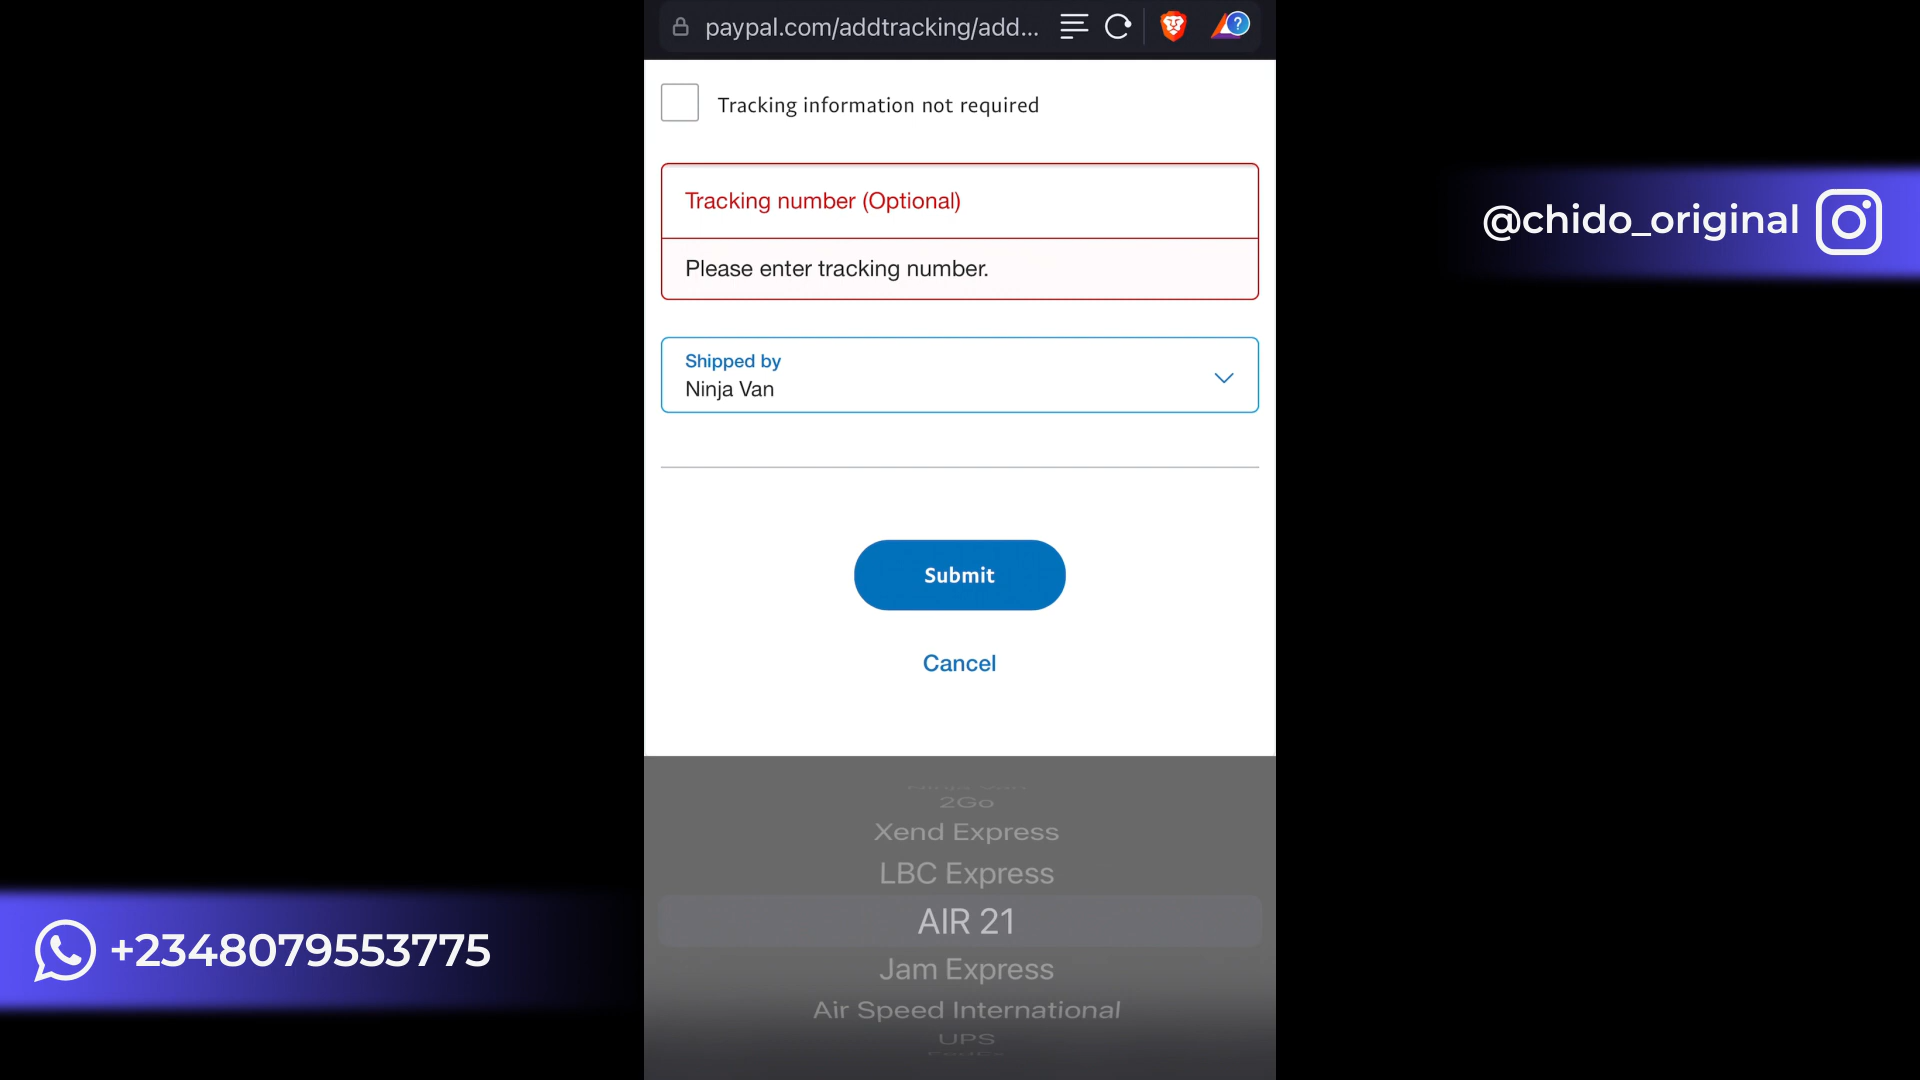 paypal.com/addtracking/add...
Tracking information not required
Tracking number (Optional)
Please enter tracking number.
Shipped by
Ninja Van
Submit
Cancel
2Go
Xend Express
LBC Express
AIR 21
Jam Express
Air Speed International
UPS
@chido_original
+2348079553775